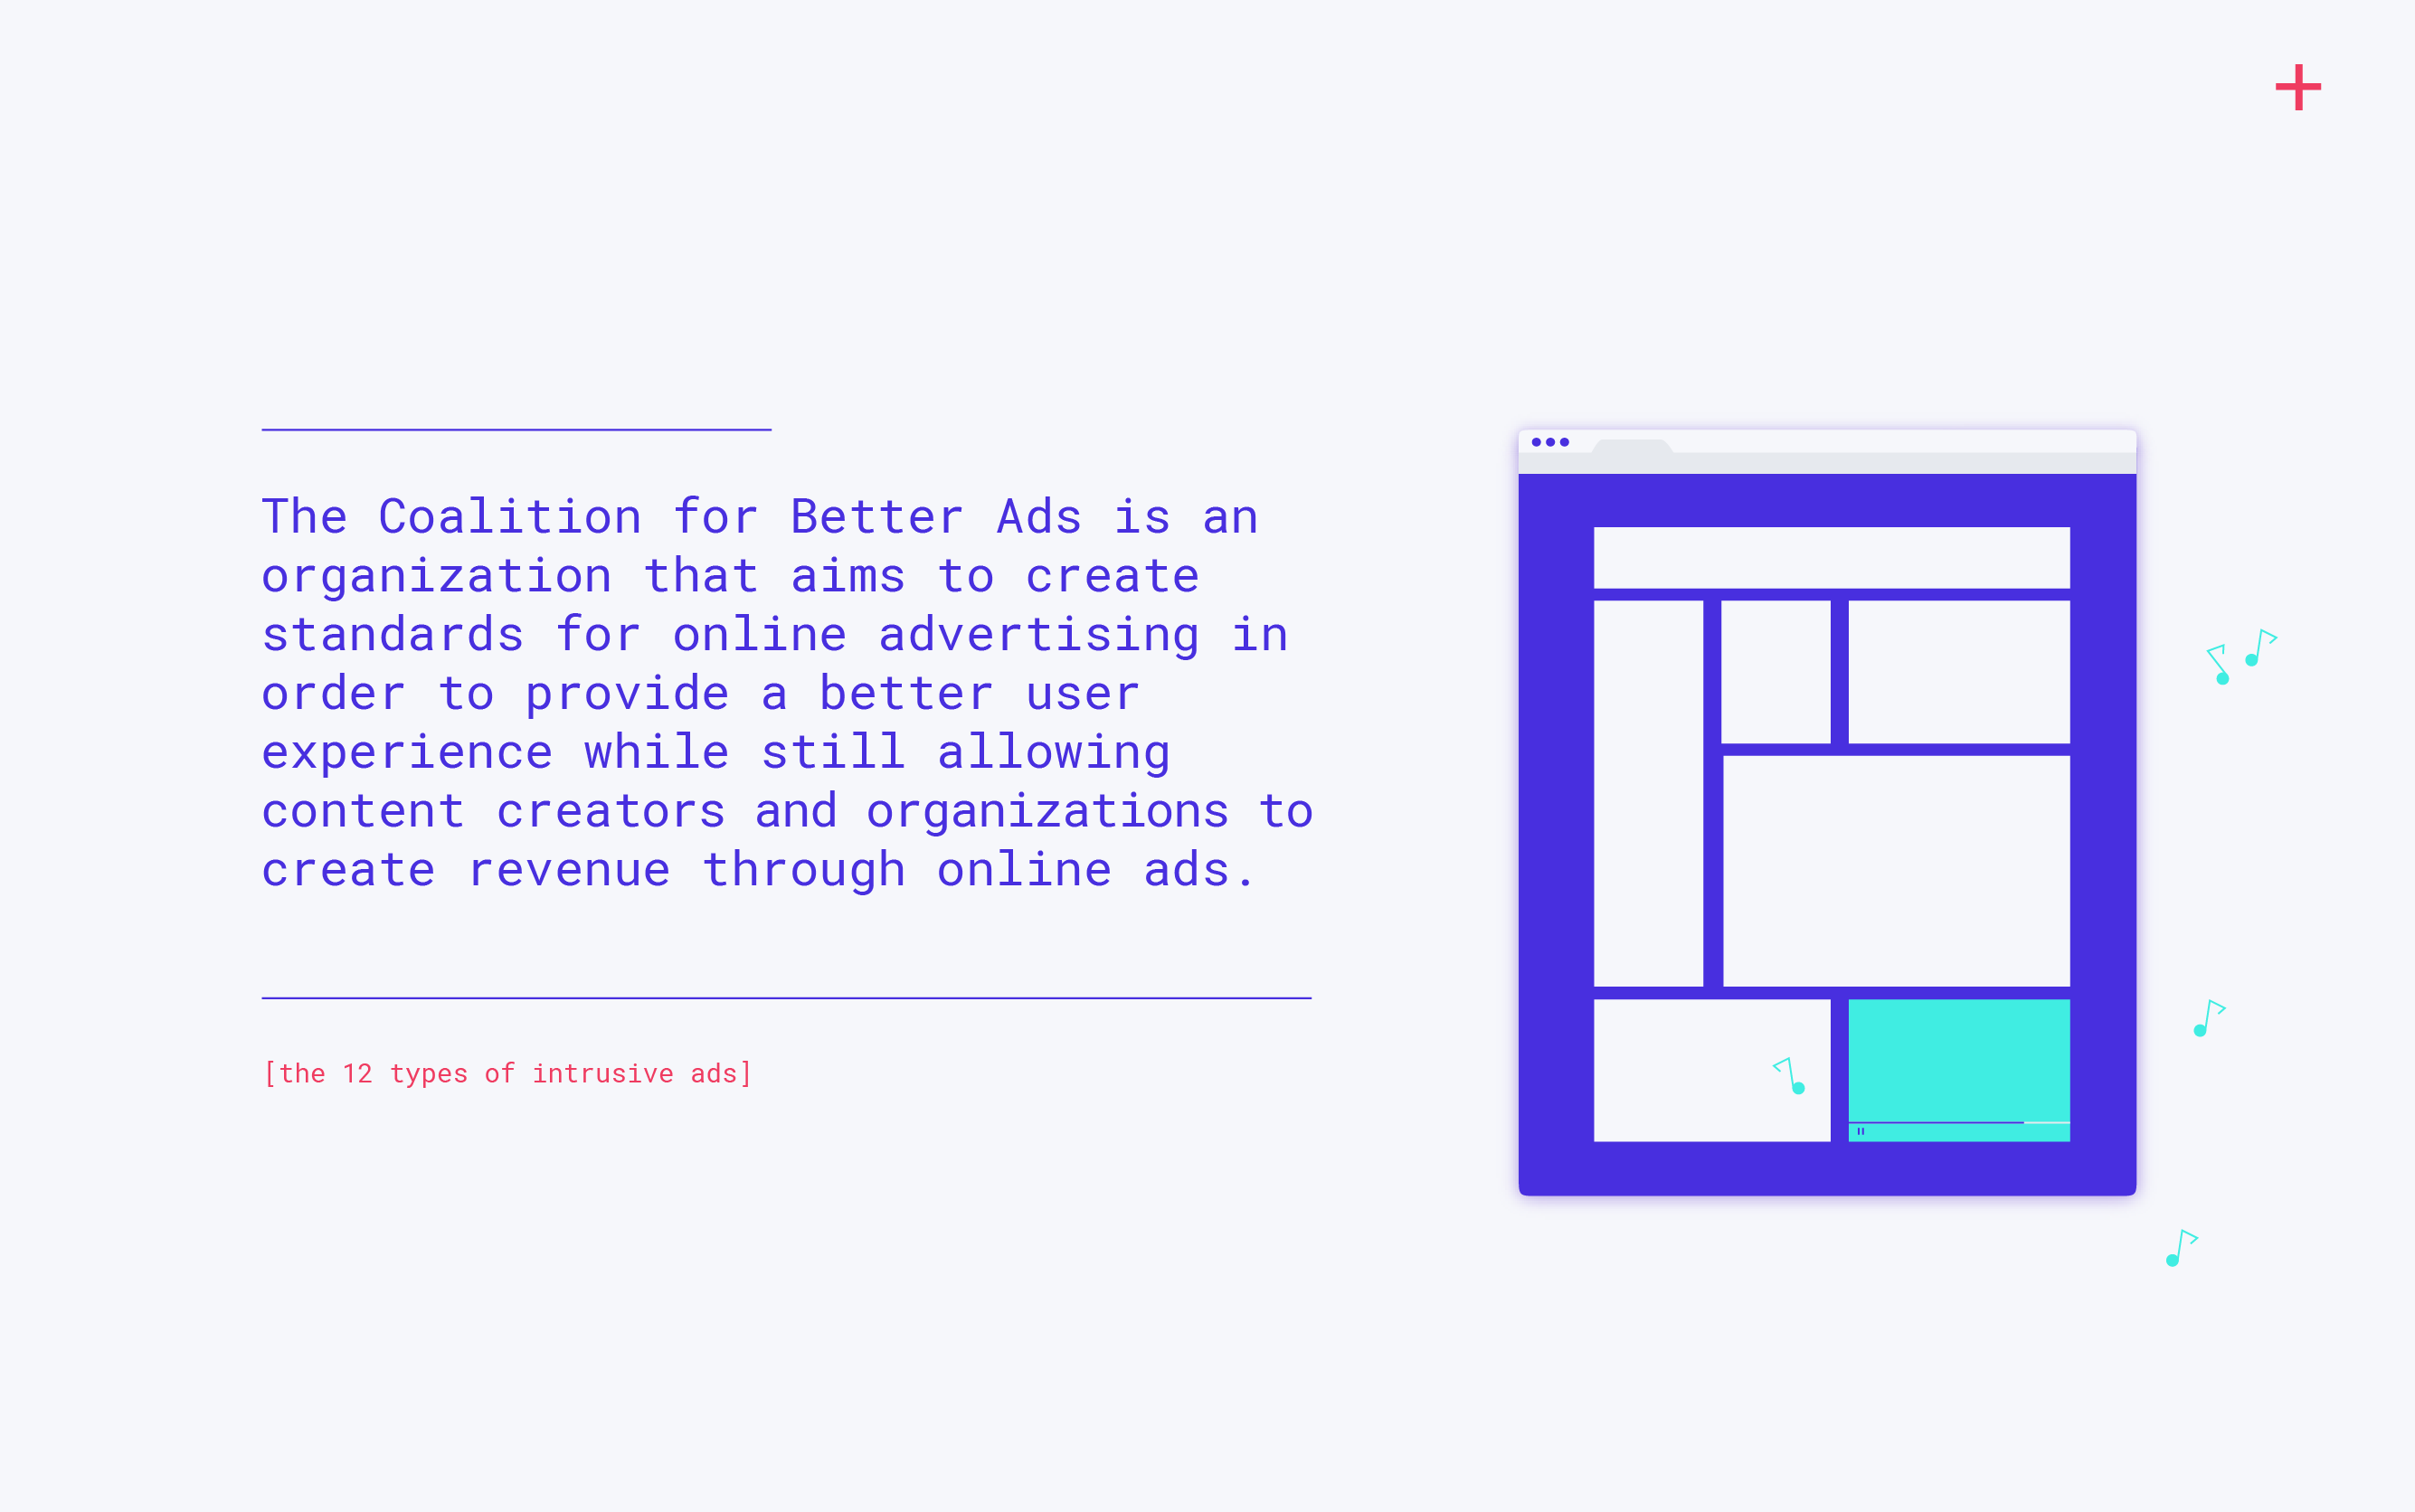 The Coalition for Better Ads is an
organization that aims to create
standards for online advertising in
order to provide a better user
experience while still allowing
content creators and organizations to
create revenue through online ads.
[the 12 types of intrusive ads]